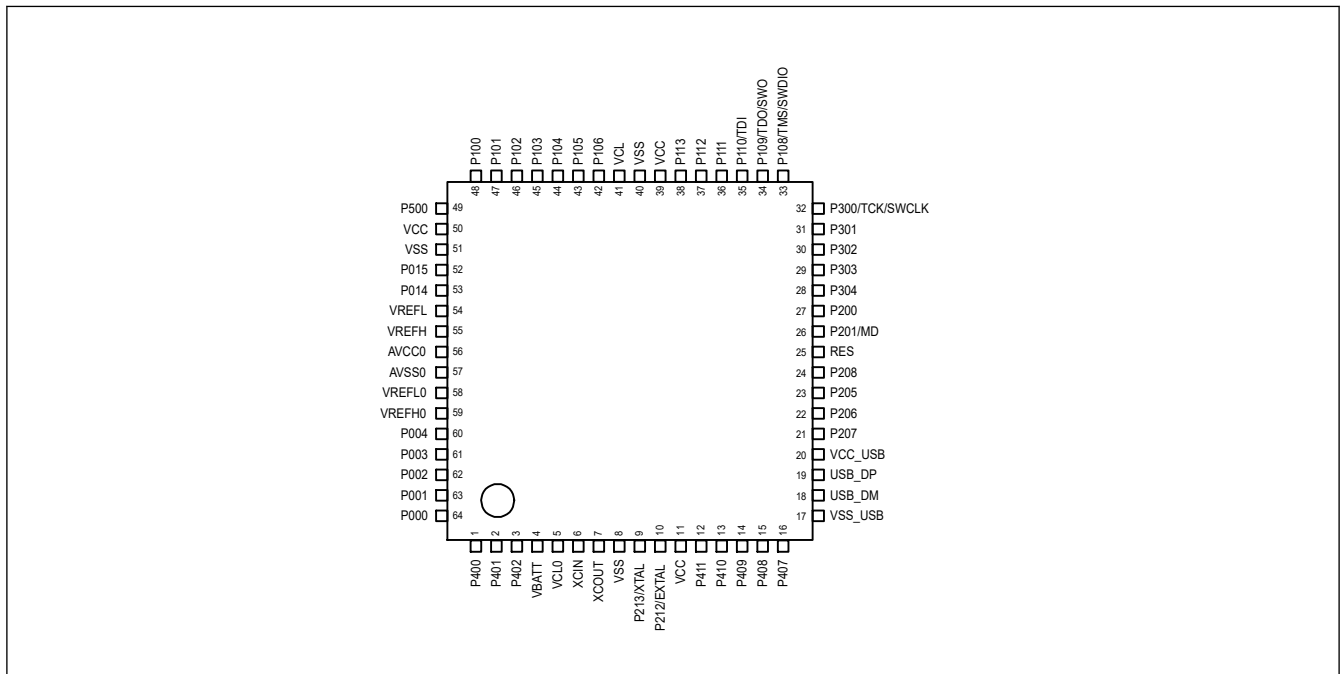 P100
P101
P102
P103
P104
P105
P106
VCL
VSS
VCC
P113
P112
P111
P110/TDI
P109/TDO/SWO
P108/TMS/SWDIO
48
47
46
45
44
43
42
41
40
39
38
37
36
35
34
33
P500 49
VCC 50
VSS 51
P015 52
P014 53
VREFL 54
VREFH 55
AVCC0 56
AVSS0 57
VREFL0 58
VREFH0 59
P004 60
P003 61
P002 62
P001 63
P000 64
32 P300/TCK/SWCLK
31 P301
30 P302
29 P303
28 P304
27 P200
26 P201/MD
25 RES
24 P208
23 P205
22 P206
21 P207
20 VCC_USB
19 USB_DP
18 USB_DM
17 VSS_USB
1
2
3
4
5
6
7
8
9
10
11
12
13
14
15
16
P400
P401
P402
VBATT
VCL0
XCIN
XCOUT
VSS
P213/XTAL
P212/EXTAL
VCC
P411
P410
P409
P408
P407